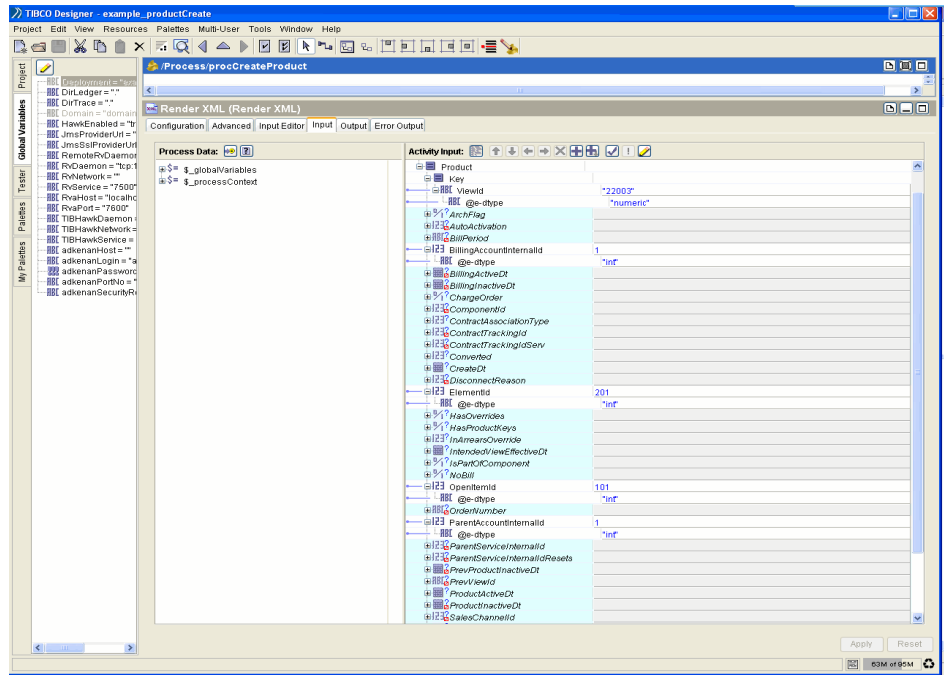 TIBCO Designer - example_productCreate
Project Edit View Resources Palettes Multi-User Tools Window Help
/Process/procCreateProduct
Render XML (Render XML)
Configuration Advanced Input Editor Input Output Error Output
Project
Global Variables
Tester
Palettes
My Palettes
Deployment = "exa
DirLedger = "."
DirTrace = "."
Domain = "domain
HawkEnabled = "tr
JmsProviderUrl = "
JmsSslProviderUrl
RemoteRvDaemon
RvDaemon = "tcp:
RvNetwork = ""
RvService = "7500"
RvaHost = "localho
RvaPort = "7600"
TIBHawkDaemon
TIBHawkNetwork =
TIBHawkService =
adkenanHost = ""
adkenanLogin = "a
adkenanPassword
adkenanPortNo = "
adkenanSecurityRe
Process Data:
$= $_globalVariables
$= $_processContext
Activity Input:
Product
Key
ViewId "22003"
@e-dtype "numeric"
ArchFlag
AutoActivation
BillPeriod
BillingAccountInternalId 1
@e-dtype "int"
BillingActiveDt
BillingInactiveDt
ChargeOrder
ComponentId
ContractAssociationType
ContractTrackingId
ContractTrackingIdServ
Converted
CreateDt
DisconnectReason
ElementId 201
@e-dtype "int"
HasOverrides
HasProductKeys
InArrearsOverride
IntendedViewEffectiveDt
IsPartOfComponent
NoBill
OpenItemId 101
@e-dtype "int"
OrderNumber
ParentAccountInternalId 1
@e-dtype "int"
ParentServiceInternalId
ParentServiceInternalIdResets
PrevProductInactiveDt
PrevViewId
ProductActiveDt
ProductInactiveDt
SalesChannelId
Apply Reset
63M of 95M